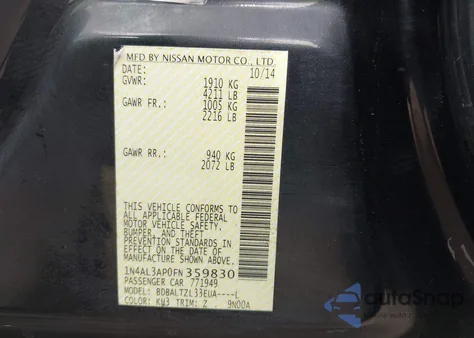 MFD BY NISSAN MOTOR CO., LTD.
DATE: 10/14
GVWR: 1910 KG
4211 LB
GAWR FR: 1005 KG
2216 LB
GAWR RR: 940 KG
2072 LB
THIS VEHICLE CONFORMS TO
ALL APPLICABLE FEDERAL
MOTOR VEHICLE SAFETY,
BUMPER, AND THEFT
PREVENTION STANDARDS
IN EFFECT ON THE DATE OF
MANUFACTURE SHOWN ABOVE
1N4AL3AP0FN359830
PASSENGER CAR 771949
MODEL: BDBALTZL33EUA----L
COLOR: KH3 TRIM: Z 9N00A
autoSnap